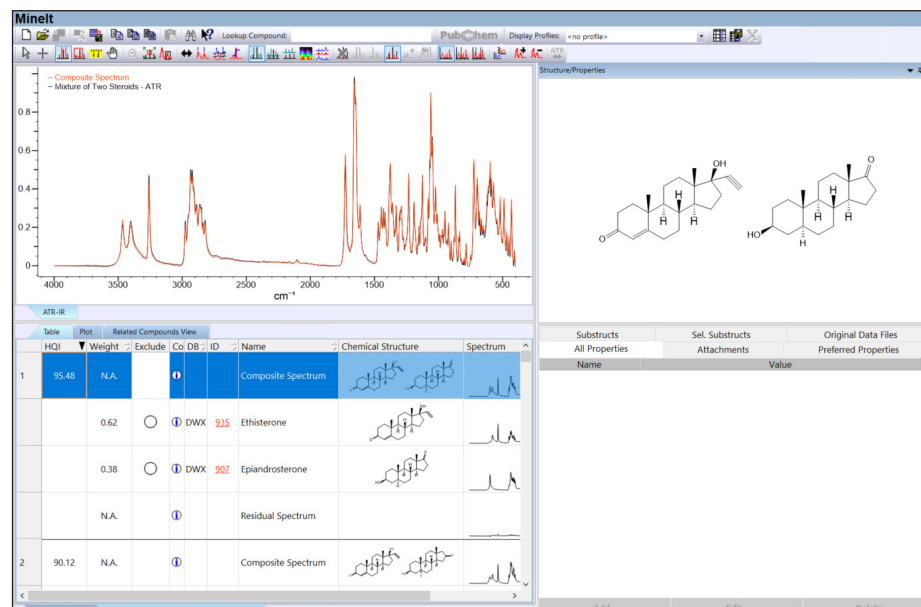 MineIt
Lookup Compound:
PubChem
Display Profiles:
<no profile>
ATR
Structure/Properties
Composite Spectrum
Mixture of Two Steroids - ATR
0.8
0.6
0.4
0.2
0
4000 3500 3000 2500 2000 1500 1000 500
cm⁻¹
ATR-IR
OH
O
O
HO
H
H
H
H
H
H
H
Table Plot Related Compounds View
HQI Weight Exclude Co DB ID Name Chemical Structure Spectrum
1 95.48 N.A. Composite Spectrum
0.62 DWX 935 Ethisterone
0.38 DWX 907 Epiandrosterone
N.A. Residual Spectrum
2 90.12 N.A. Composite Spectrum
Substructs Sel. Substructs Original Data Files
All Properties Attachments Preferred Properties
Name Value
Add Edit Delete